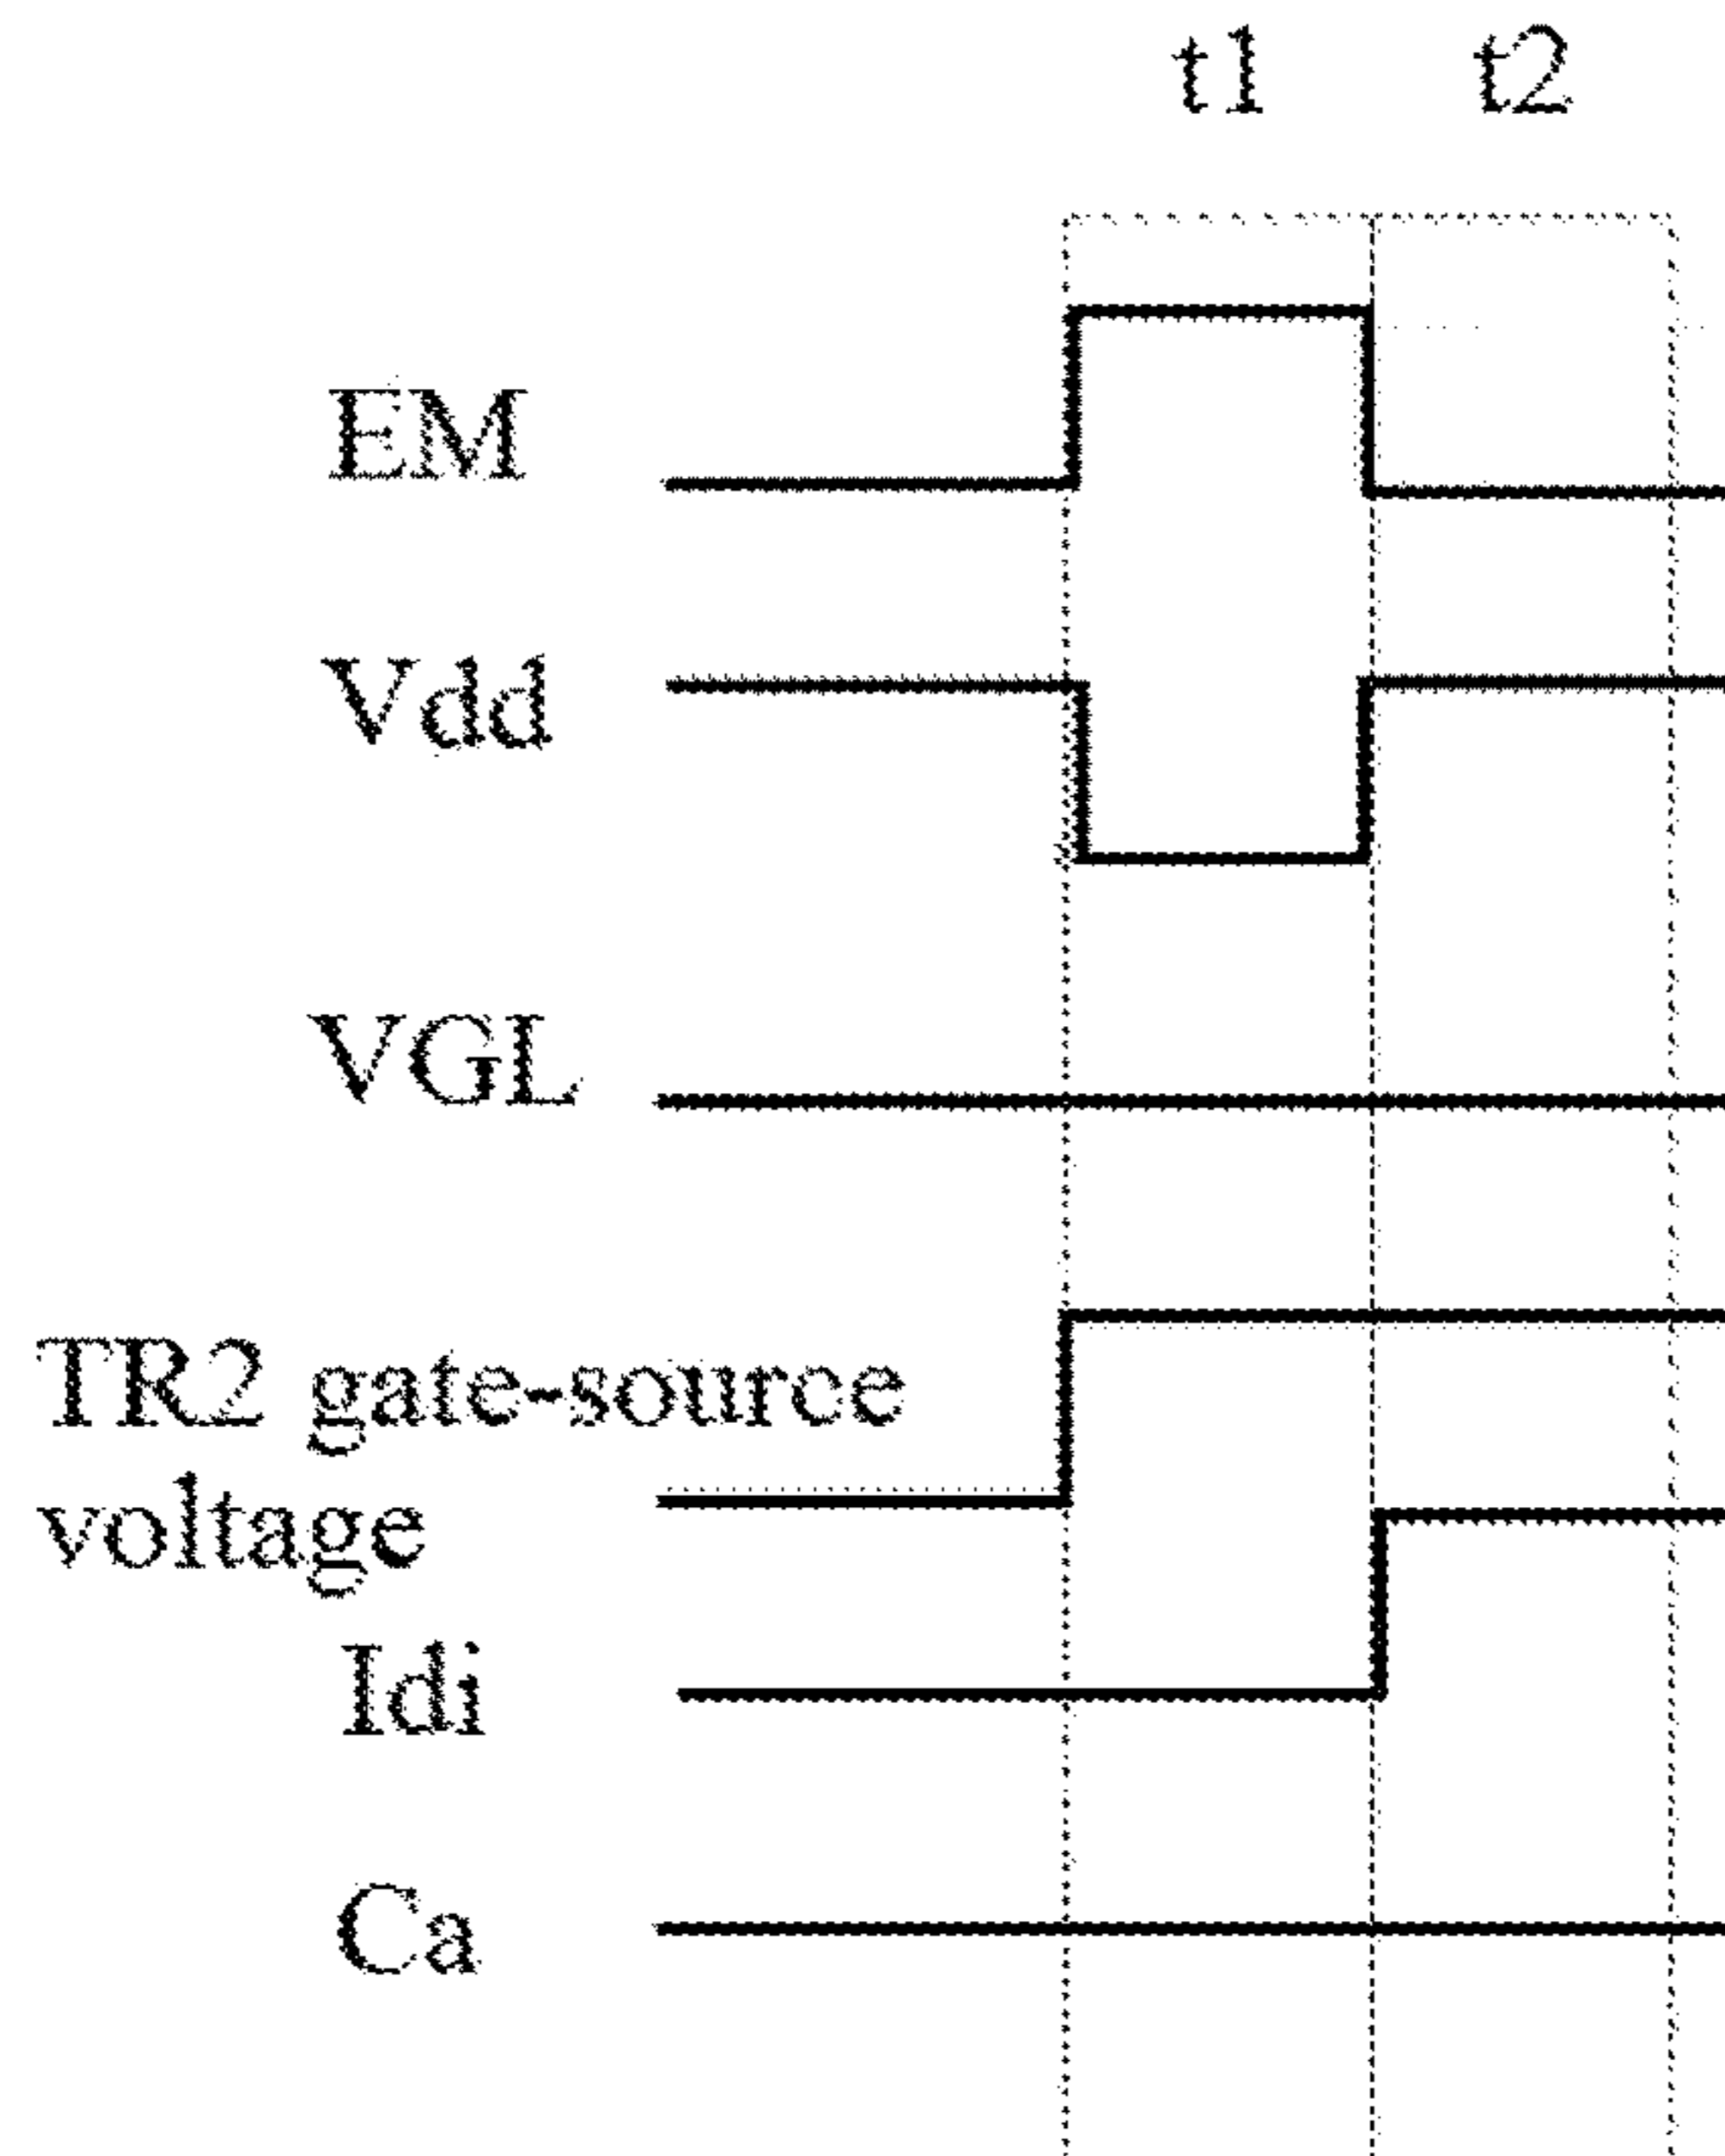 t1 t2
EM
Vdd
VGL
TR2 gate-source
voltage
Idi
Ca